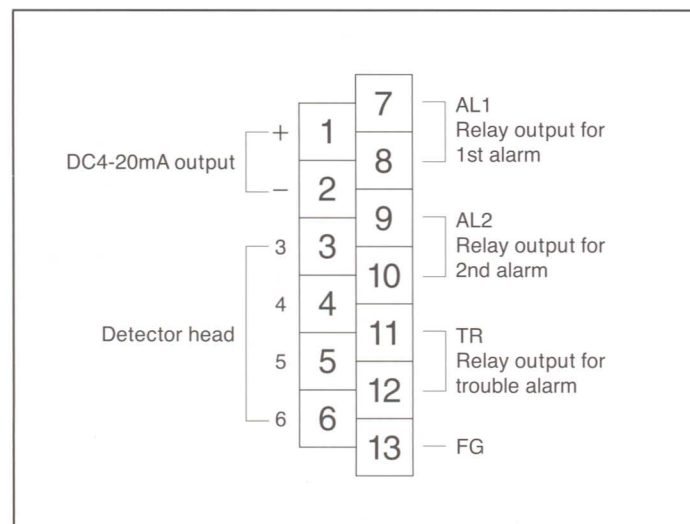 DC4-20mA output
+
−
Detector head
3
4
5
6
1
2
3
4
5
6
7
8
9
10
11
12
13
AL1
Relay output for
1st alarm
AL2
Relay output for
2nd alarm
TR
Relay output for
trouble alarm
FG